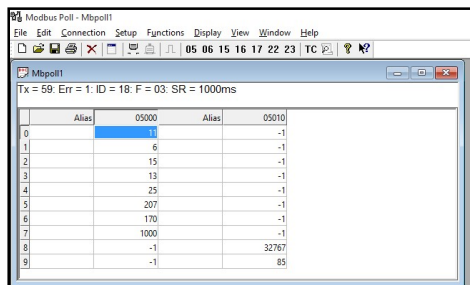 Modbus Poll - Mbpoll1
File Edit Connection Setup Functions Display View Window Help
05 06 15 16 17 22 23 TC
Mbpoll1
Tx = 59: Err = 1: ID = 18: F = 03: SR = 1000ms
Alias 05000 Alias 05010
0 11 -1
1 6 -1
2 15 -1
3 13 -1
4 25 -1
5 207 -1
6 170 -1
7 1000 -1
8 -1 32767
9 -1 85